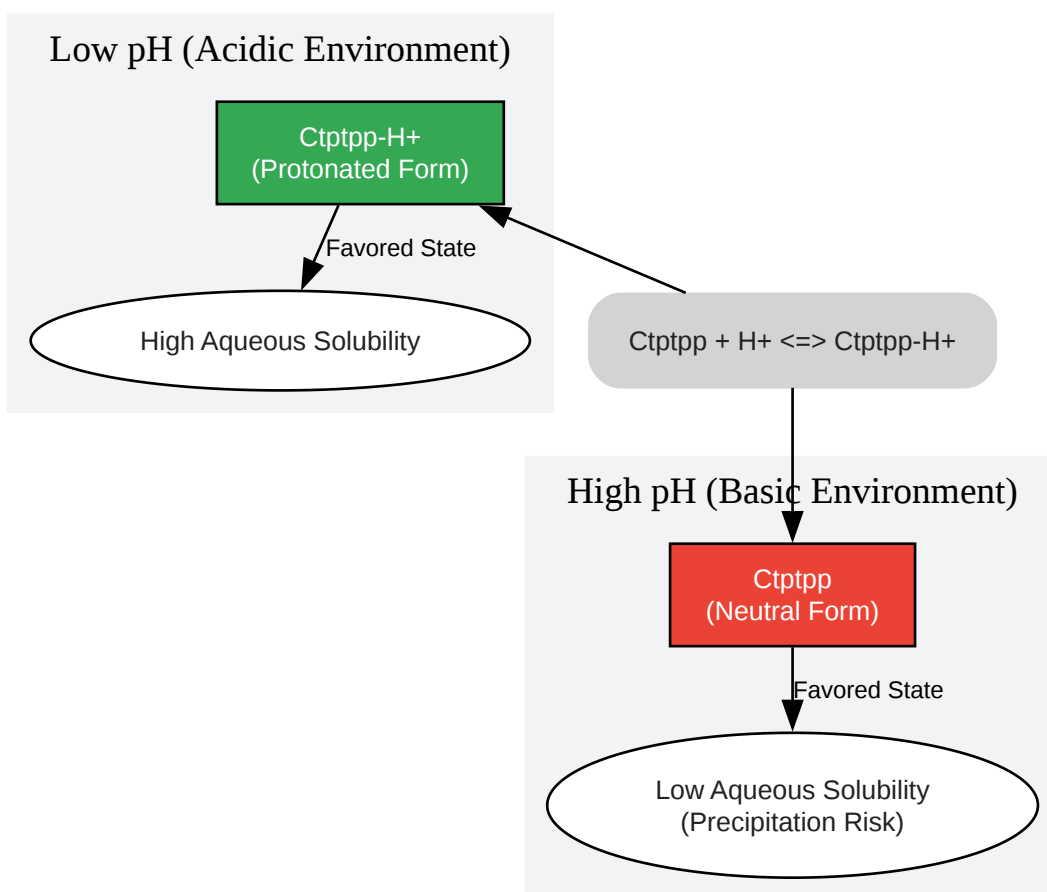 Low pH (Acidic Environment)
Ctptpp-H+
(Protonated Form)
Favored State
High Aqueous Solubility
Ctptpp + H+ <=> Ctptpp-H+
High pH (Basic Environment)
Ctptpp
(Neutral Form)
Favored State
Low Aqueous Solubility
(Precipitation Risk)